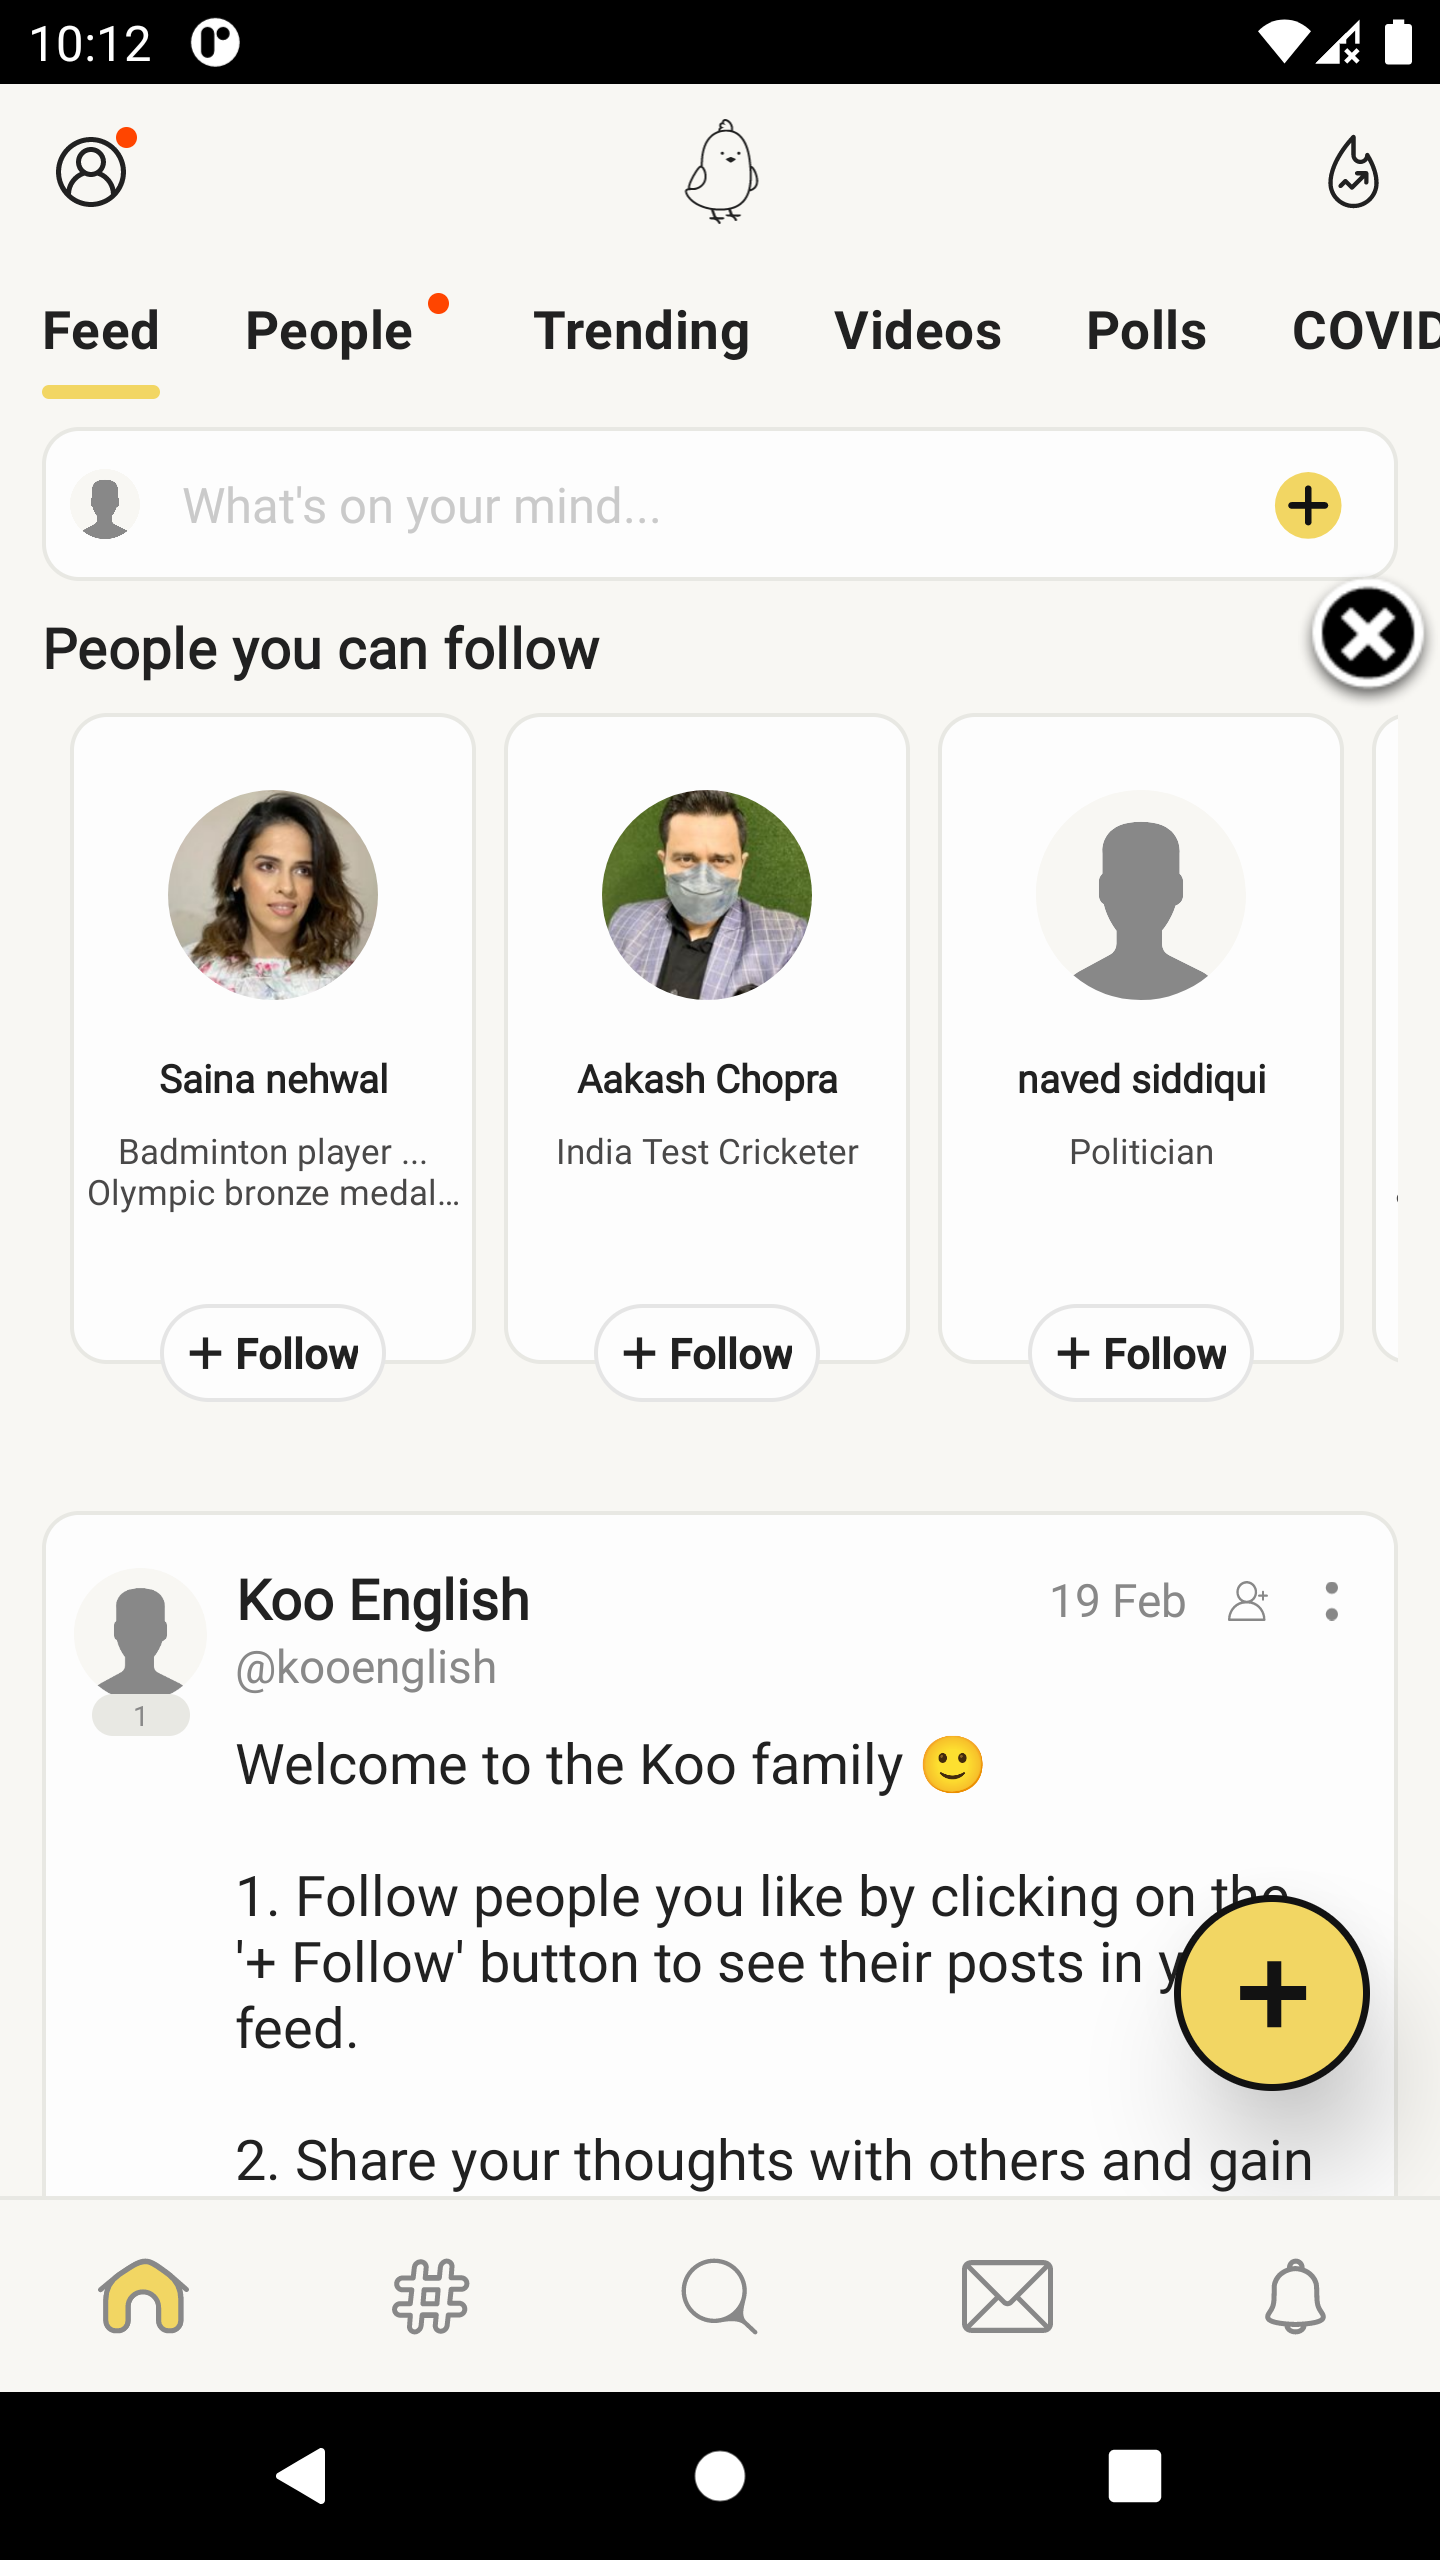 10:12
Feed People Trending Videos Polls COVID
What's on your mind...
People you can follow
Saina nehwal
Badminton player ...
Olympic bronze medal...
+ Follow
Aakash Chopra
India Test Cricketer
+ Follow
naved siddiqui
Politician
+ Follow
Koo English
19 Feb
@kooenglish
1
Welcome to the Koo family 🙂
1. Follow people you like by clicking on the
'+ Follow' button to see their posts in
feed.
2. Share your thoughts with others and gain